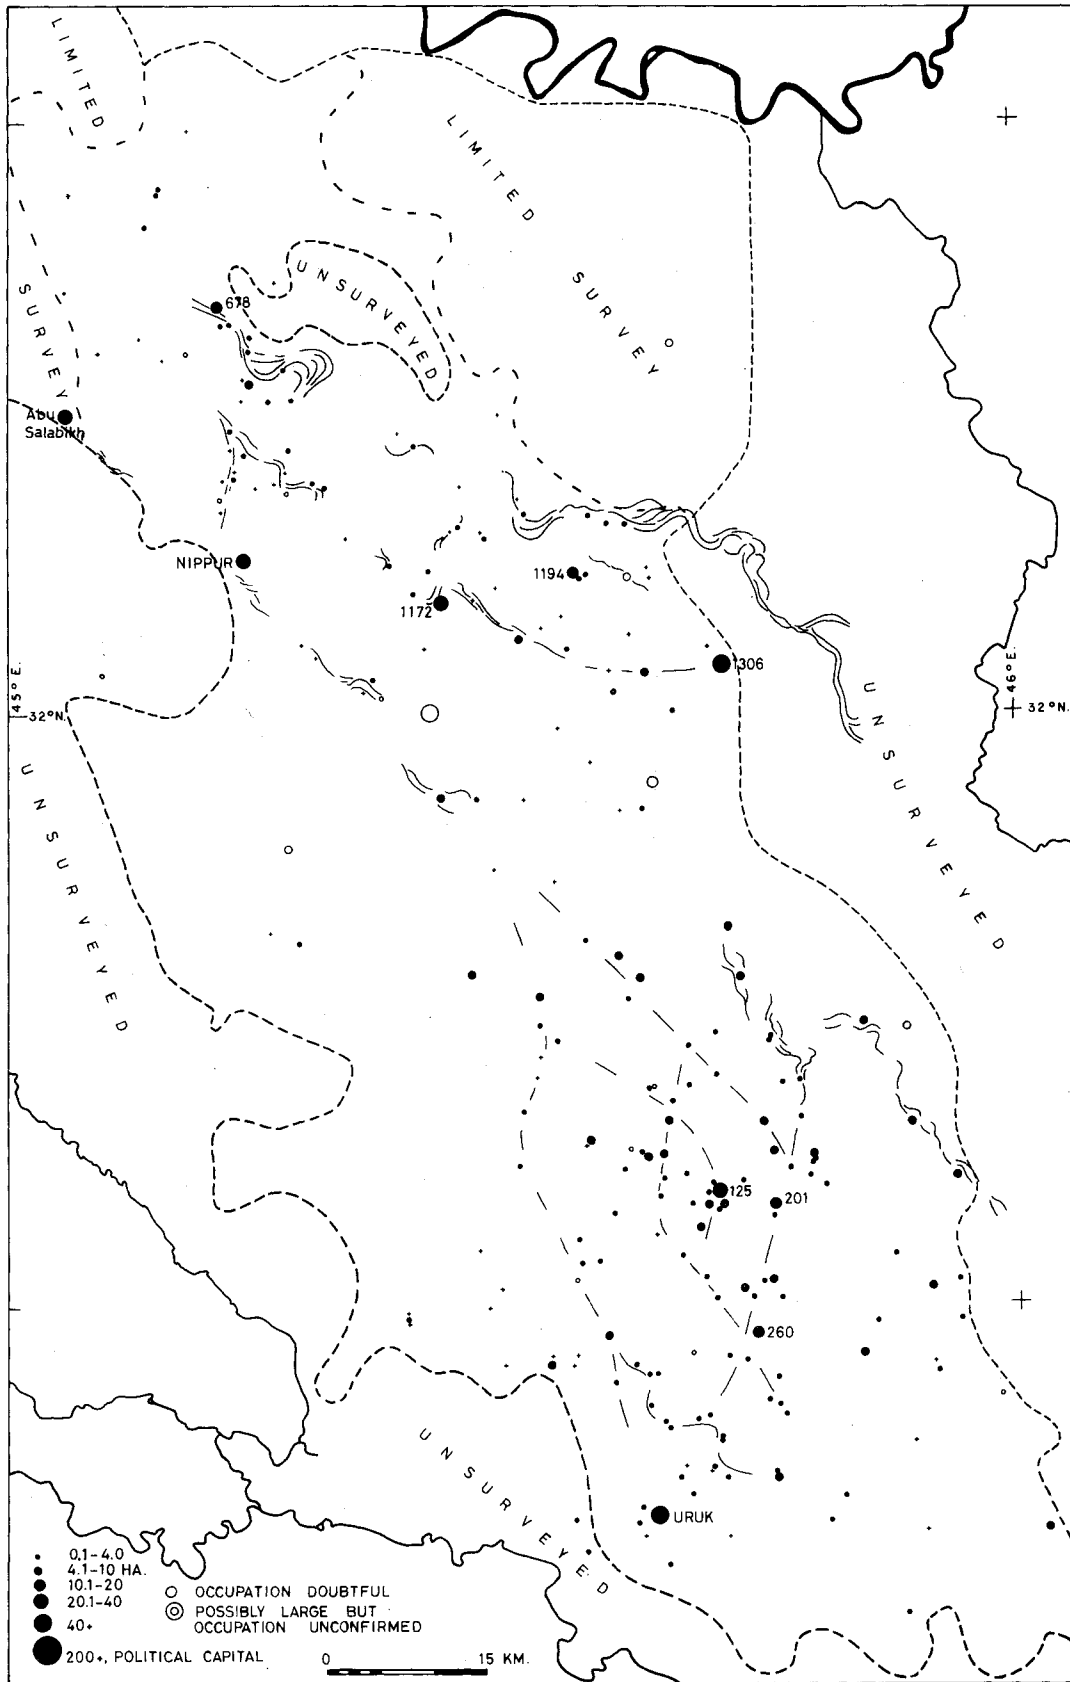 LIMITED
SURVEY
LIMITED
SURVEY
UNSURVEYED
678
Abu
Salabikh
NIPPUR
1194
1172
1306
45° E.
32° N.
46° E.
32° N.
UNSURVEYED
UNSURVEYED
125
201
260
UNSURVEYED
URUK
0.1–4.0
4.1–10 HA.
10.1–20
20.1–40
40+
200+, POLITICAL CAPITAL
OCCUPATION DOUBTFUL
POSSIBLY LARGE BUT
OCCUPATION UNCONFIRMED
0 15 KM.